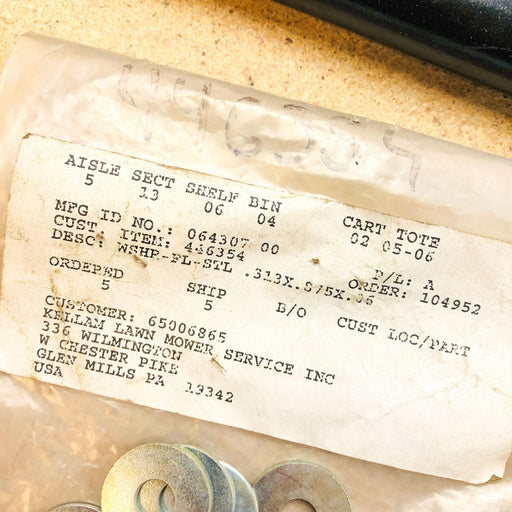 AISLE SECT SHELF BIN CART TOTE
5 13 06 04 02 05-06
MFG ID NO.: 064307 00 P/L: A
CUST ITEM: 446354 ORDER: 104952
DESC: WSHR-FL-STL .313X.875X.06
ORDERED SHIP B/O CUST LOC/PART
5 5
CUSTOMER: 65006865
KELLAM LAWN MOWER SERVICE INC
336 WILMINGTON
W CHESTER PIKE
GLEN MILLS PA 19342
USA